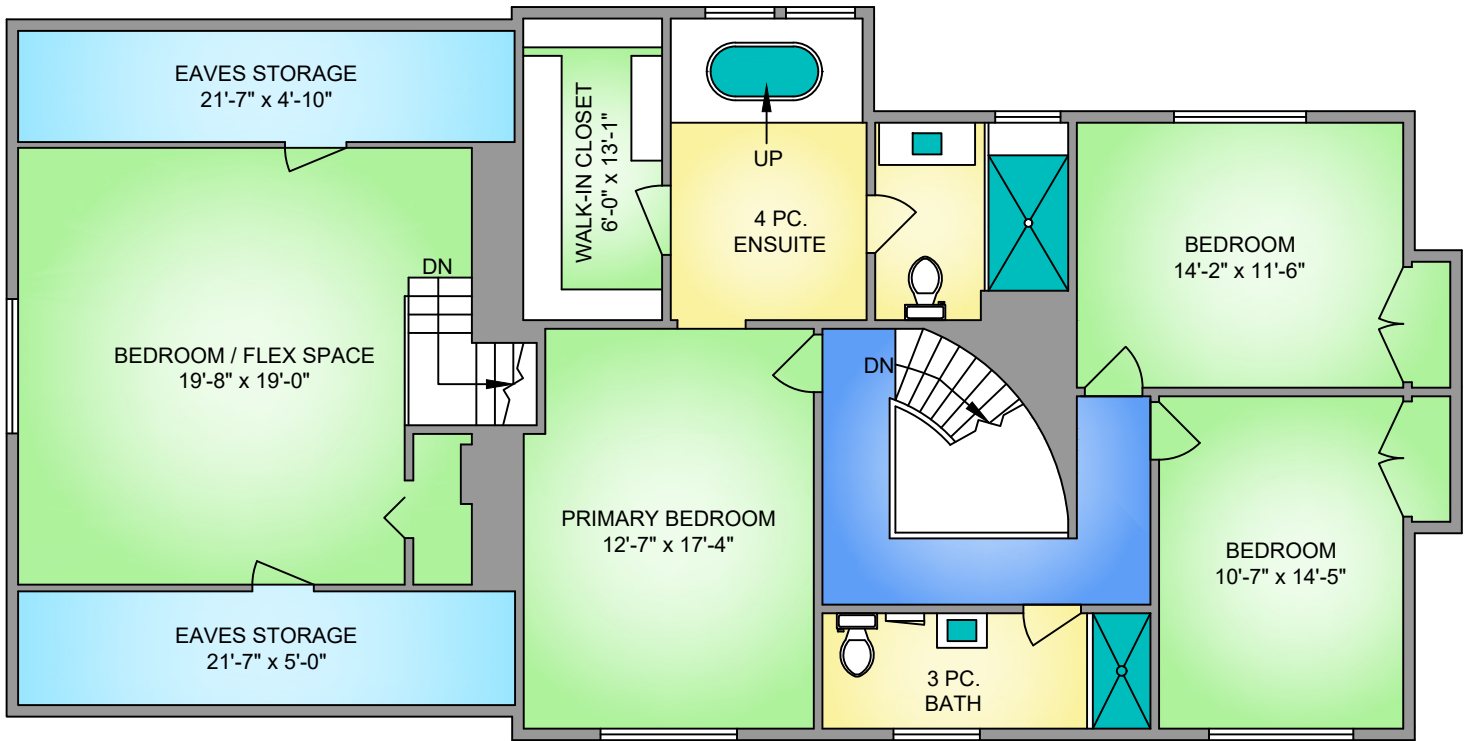 EAVES STORAGE
21'-7" x 4'-10"
WALK-IN CLOSET
6'-0" x 13'-1"
UP
4 PC.
ENSUITE
BEDROOM
14'-2" x 11'-6"
DN
BEDROOM / FLEX SPACE
19'-8" x 19'-0"
DN
PRIMARY BEDROOM
12'-7" x 17'-4"
BEDROOM
10'-7" x 14'-5"
EAVES STORAGE
21'-7" x 5'-0"
3 PC.
BATH